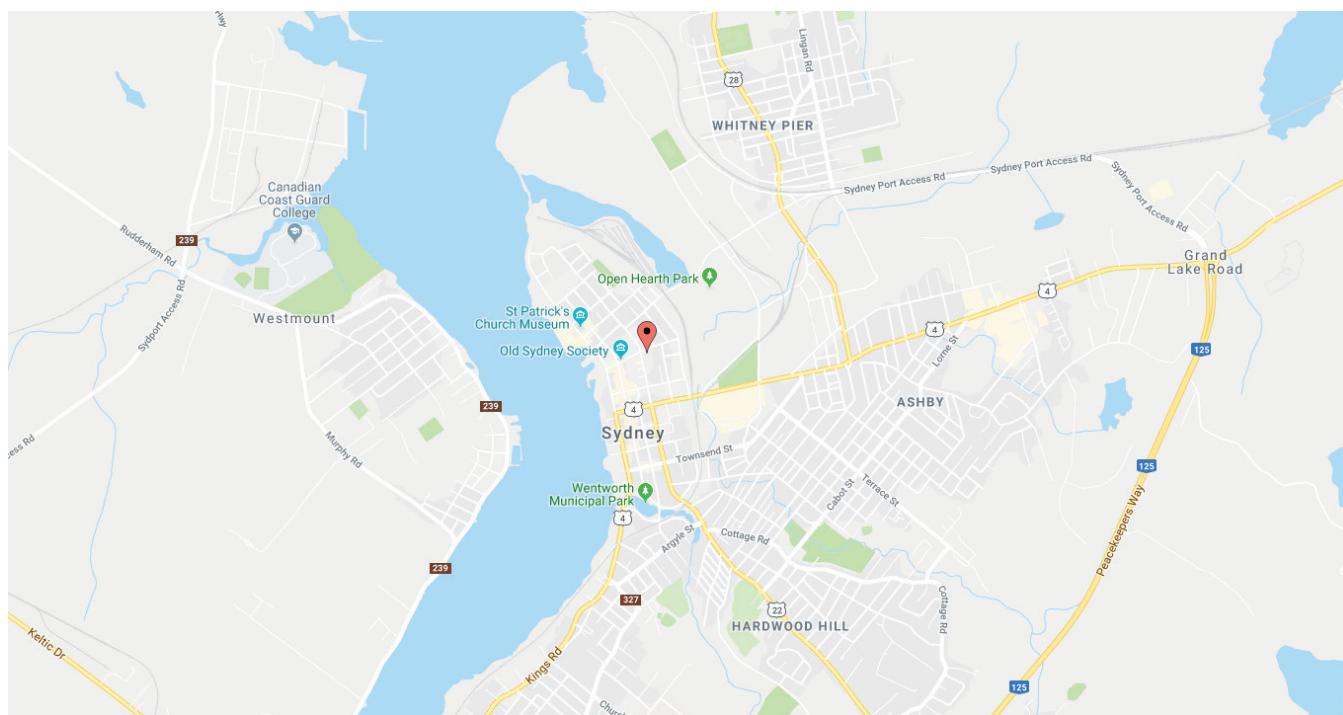 Hwy
Lingan Rd
28
WHITNEY PIER
Sydney Port Access Rd
Sydney Port Access Rd
Sydney Port Access Rd
Canadian
Coast Guard
College
239
Rudderham Rd
Sydport Access Rd
Westmount
Grand
Lake Road
Open Hearth Park
4
St Patrick's
Church Museum
4
Lorne St
125
Old Sydney Society
239
4
ASHBY
Sydney
Murphy Rd
Access Rd
Townsend St
125
Wentworth
Municipal Park
Cabot St
Terrace St
4
Argyle St
Cottage Rd
Peacekeepers Way
239
327
22
HARDWOOD HILL
Cottage Rd
Keltic Dr
Kings Rd
125